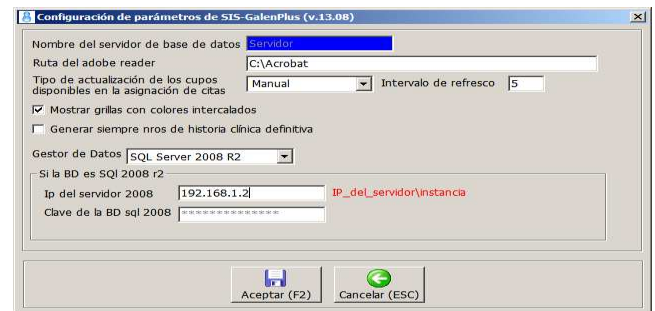 Configuración de parámetros de SIS-GalenPlus (v.13.08)
Nombre del servidor de base de datos Servidor
Ruta del adobe reader C:\Acrobat
Tipo de actualización de los cupos disponibles en la asignación de citas Manual Intervalo de refresco 5
Mostrar grillas con colores intercalados
Generar siempre nros de historia clínica definitiva
Gestor de Datos SQL Server 2008 R2
Si la BD es SQl 2008 r2
Ip del servidor 2008 192.168.1.2 IP_del_servidor\instancia
Clave de la BD sql 2008 **************
Aceptar (F2) Cancelar (ESC)